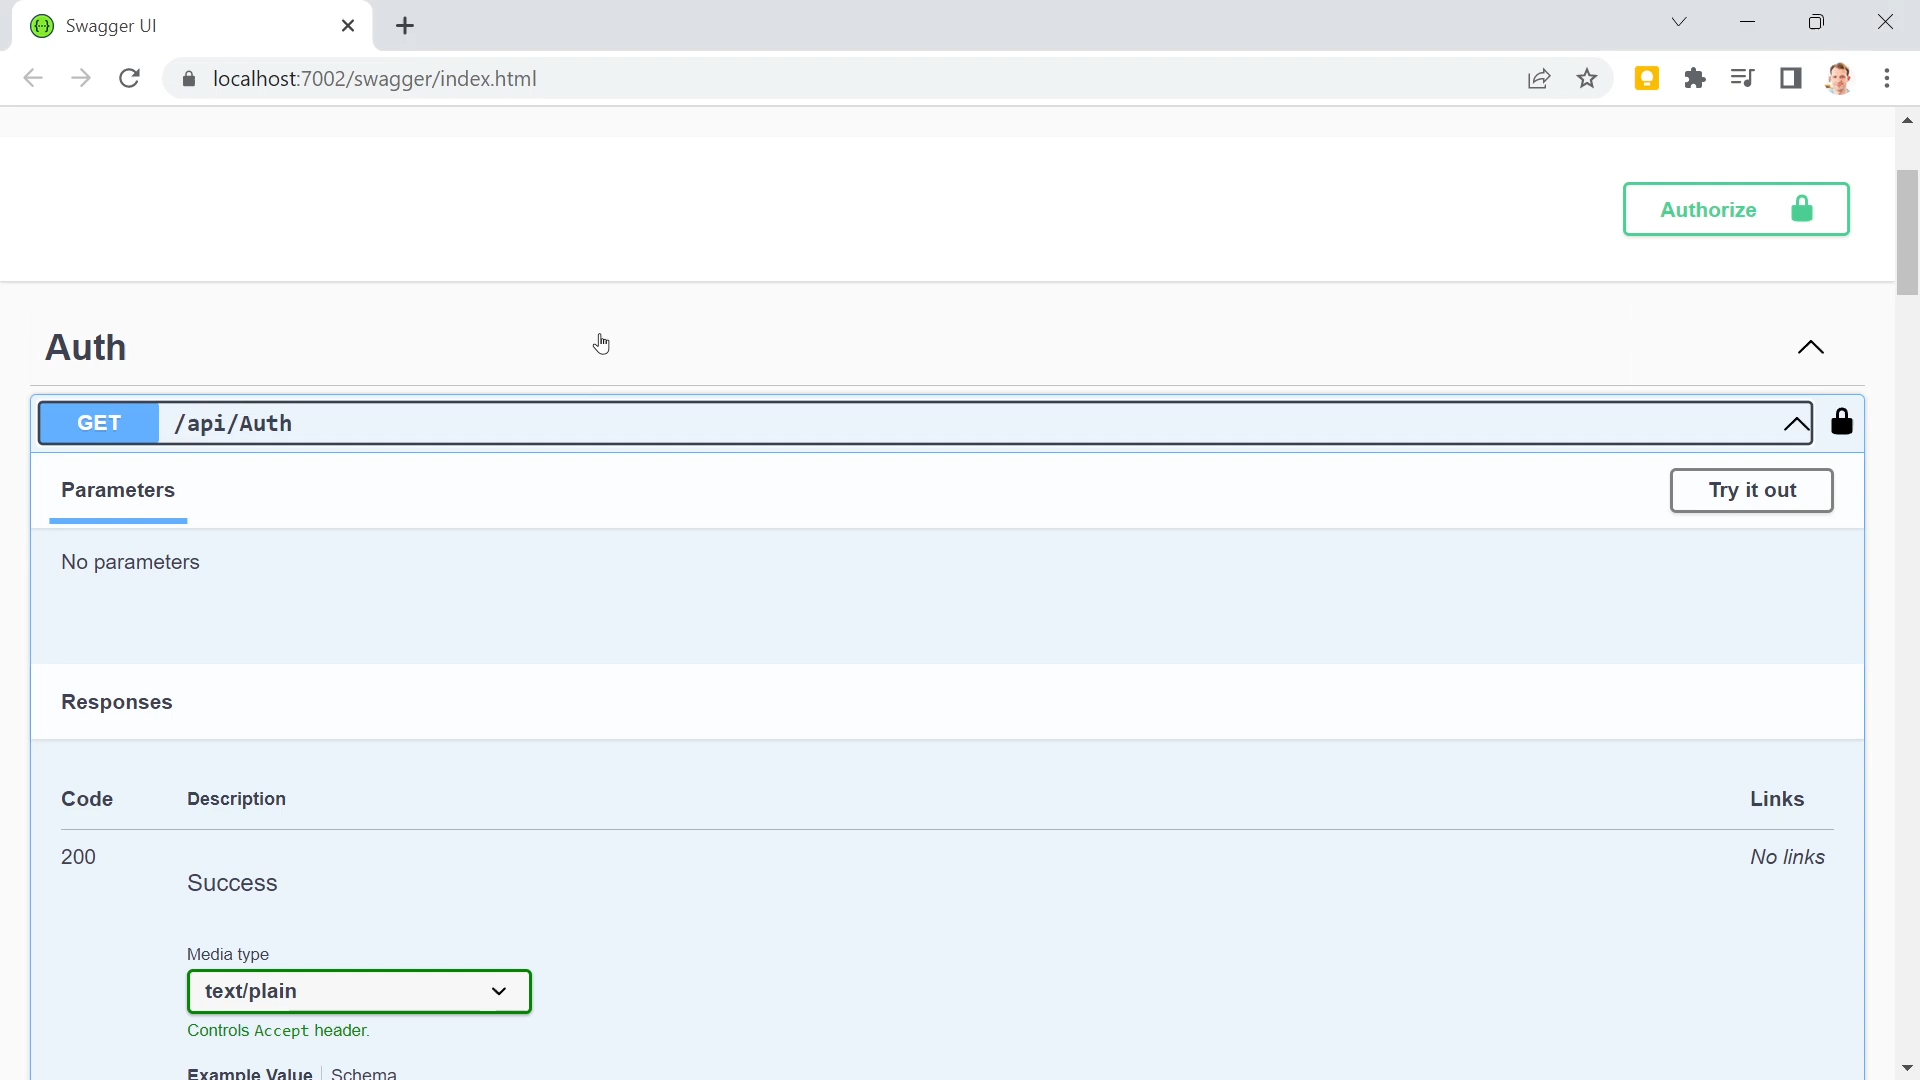 Swagger UI
localhost:7002/swagger/index.html
Authorize
Auth
GET /api/Auth
Parameters
Try it out
No parameters
Responses
Code Description Links
200 No links
Success
Media type
text/plain
Controls Accept header.
Example Value Schema